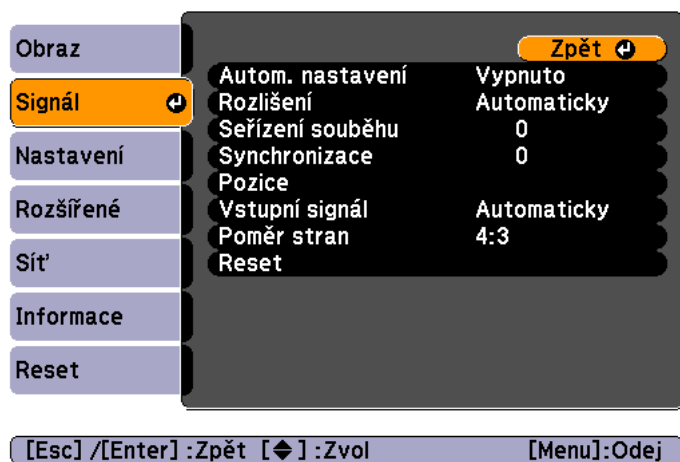 Obraz
Signál
Nastavení
Rozšířené
Síť
Informace
Reset
Zpět
Autom. nastavení Vypnuto
Rozlišení Automaticky
Seřízení souběhu 0
Synchronizace 0
Pozice
Vstupní signál Automaticky
Poměr stran 4:3
Reset
[Esc] /[Enter] :Zpět [◆] :Zvol [Menu]:Odej